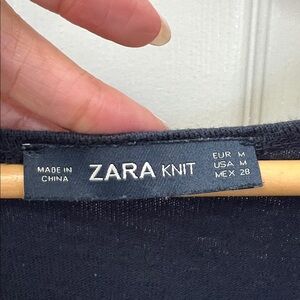 MADE IN
CHINA
ZARA KNIT
EUR M
USA M
MEX 28